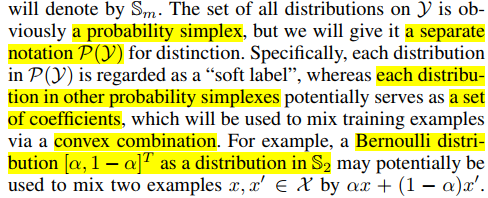 will denote by 𝕊ₘ. The set of all distributions on 𝒴 is ob-
viously a probability simplex, but we will give it a separate
notation 𝒫(𝒴) for distinction. Specifically, each distribution
in 𝒫(𝒴) is regarded as a “soft label”, whereas each distribu-
tion in other probability simplexes potentially serves as a set
of coefficients, which will be used to mix training examples
via a convex combination. For example, a Bernoulli distri-
bution [α, 1 − α]ᵀ as a distribution in 𝕊₂ may potentially be
used to mix two examples x, x′ ∈ 𝒳 by αx + (1 − α)x′.